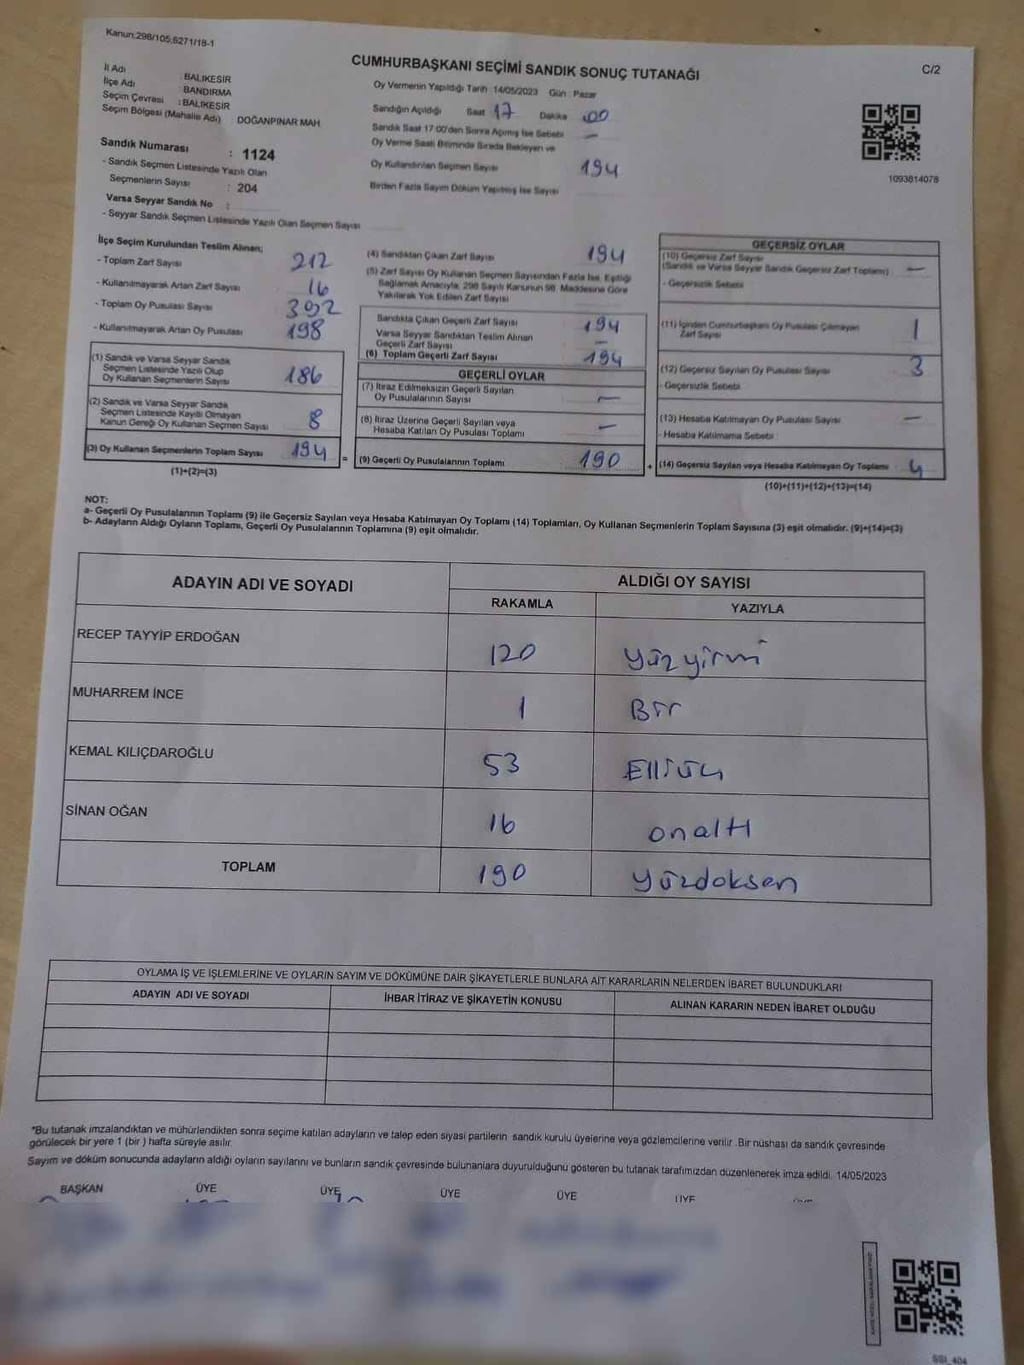 Kanun:298/105;6271/18-1
CUMHURBAŞKANI SEÇİMİ SANDIK SONUÇ TUTANAĞI
C/2
İl Adı : BALIKESİR
İlçe Adı : BANDIRMA
Seçim Çevresi : BALIKESİR
Seçim Bölgesi (Mahalle Adı) : DOĞANPINAR MAH.
Sandık Numarası : 1124
- Sandık Seçmen Listesinde Yazılı Olan
Seçmenlerin Sayısı : 204
Varsa Seyyar Sandık No :
- Seyyar Sandık Seçmen Listesinde Yazılı Olan Seçmen Sayısı
Oy Vermenin Yapıldığı Tarih :14/05/2023 Gün : Pazar
Sandığın Açıldığı Saat 17 Dakika 00
Sandık Saat 17:00'den Sonra Açılmış İse Sebebi —
Oy Verme Saati Bitiminde Sırada Bekleyen ve
Oy Kullandırılan Seçmen Sayısı 194
Birden Fazla Sayım Döküm Yapılmış İse Sayısı
1093814078
İlçe Seçim Kurulundan Teslim Alınan;
- Toplam Zarf Sayısı 212
- Kullanılmayarak Artan Zarf Sayısı 16
- Toplam Oy Pusulası Sayısı 392
- Kullanılmayarak Artan Oy Pusulası 198
(1) Sandık ve Varsa Seyyar Sandık
Seçmen Listesinde Yazılı Olup
Oy Kullanan Seçmenlerin Sayısı 186
(2) Sandık ve Varsa Seyyar Sandık
Seçmen Listesinde Kayıtlı Olmayan
Kanun Gereği Oy Kullanan Seçmen Sayısı 8
(3) Oy Kullanan Seçmenlerin Toplam Sayısı 194
(1)+(2)=(3)
(4) Sandıktan Çıkan Zarf Sayısı 194
(5) Zarf Sayısı Oy Kullanan Seçmen Sayısından Fazla İse, Eşitliği
Sağlamak Amacıyla, 298 Sayılı Kanunun 98. Maddesine Göre
Yakılarak Yok Edilen Zarf Sayısı —
Sandıkta Çıkan Geçerli Zarf Sayısı 194
Varsa Seyyar Sandıktan Teslim Alınan
Geçerli Zarf Sayısı —
(6) Toplam Geçerli Zarf Sayısı 194
GEÇERLİ OYLAR
(7) İtiraz Edilmeksizin Geçerli Sayılan
Oy Pusulalarının Sayısı —
(8) İtiraz Üzerine Geçerli Sayılan veya
Hesaba Katılan Oy Pusulası Toplamı —
= (9) Geçerli Oy Pusulalarının Toplamı 190
GEÇERSİZ OYLAR
(10) Geçersiz Zarf Sayısı —
(Sandık ve Varsa Seyyar Sandık Geçersiz Zarf Toplamı)
- Geçersizlik Sebebi
(11) İçinden Cumhurbaşkanı Oy Pusulası Çıkmayan
Zarf Sayısı 1
(12) Geçersiz Sayılan Oy Pusulası Sayısı 3
- Geçersizlik Sebebi
(13) Hesaba Katılmayan Oy Pusulası Sayısı —
- Hesaba Katılmama Sebebi
+ (14) Geçersiz Sayılan veya Hesaba Katılmayan Oy Toplamı 4
(10)+(11)+(12)+(13)=(14)
NOT:
a- Geçerli Oy Pusulalarının Toplamı (9) ile Geçersiz Sayılan veya Hesaba Katılmayan Oy Toplamı (14) Toplamları, Oy Kullanan Seçmenlerin Toplam Sayısına (3) eşit olmalıdır. (9)+(14)=(3)
b- Adayların Aldığı Oyların Toplamı, Geçerli Oy Pusulalarının Toplamına (9) eşit olmalıdır.
ADAYIN ADI VE SOYADI
ALDIĞI OY SAYISI
RAKAMLA YAZIYLA
RECEP TAYYİP ERDOĞAN 120 Yüzyirmi
MUHARREM İNCE 1 Bir
KEMAL KILIÇDAROĞLU 53 Elliüç
SİNAN OĞAN 16 onaltı
TOPLAM 190 Yüzdoksan
OYLAMA İŞ VE İŞLEMLERİNE VE OYLARIN SAYIM VE DÖKÜMÜNE DAİR ŞİKAYETLERLE BUNLARA AİT KARARLARIN NELERDEN İBARET BULUNDUKLARI
ADAYIN ADI VE SOYADI İHBAR İTİRAZ VE ŞİKAYETİN KONUSU ALINAN KARARIN NEDEN İBARET OLDUĞU
*Bu tutanak imzalandıktan ve mühürlendikten sonra seçime katılan adayların ve talep eden siyasi partilerin sandık kurulu üyelerine veya gözlemcilerine verilir .Bir nüshası da sandık çevresinde
görülecek bir yere 1 (bir ) hafta süreyle asılır.
Sayım ve döküm sonucunda adayların aldığı oyların sayılarını ve bunların sandık çevresinde bulunanlara duyurulduğunu gösteren bu tutanak tarafımızdan düzenlenerek imza edildi. 14/05/2023
BAŞKAN ÜYE ÜYE ÜYE ÜYE ÜYE
SSI_404